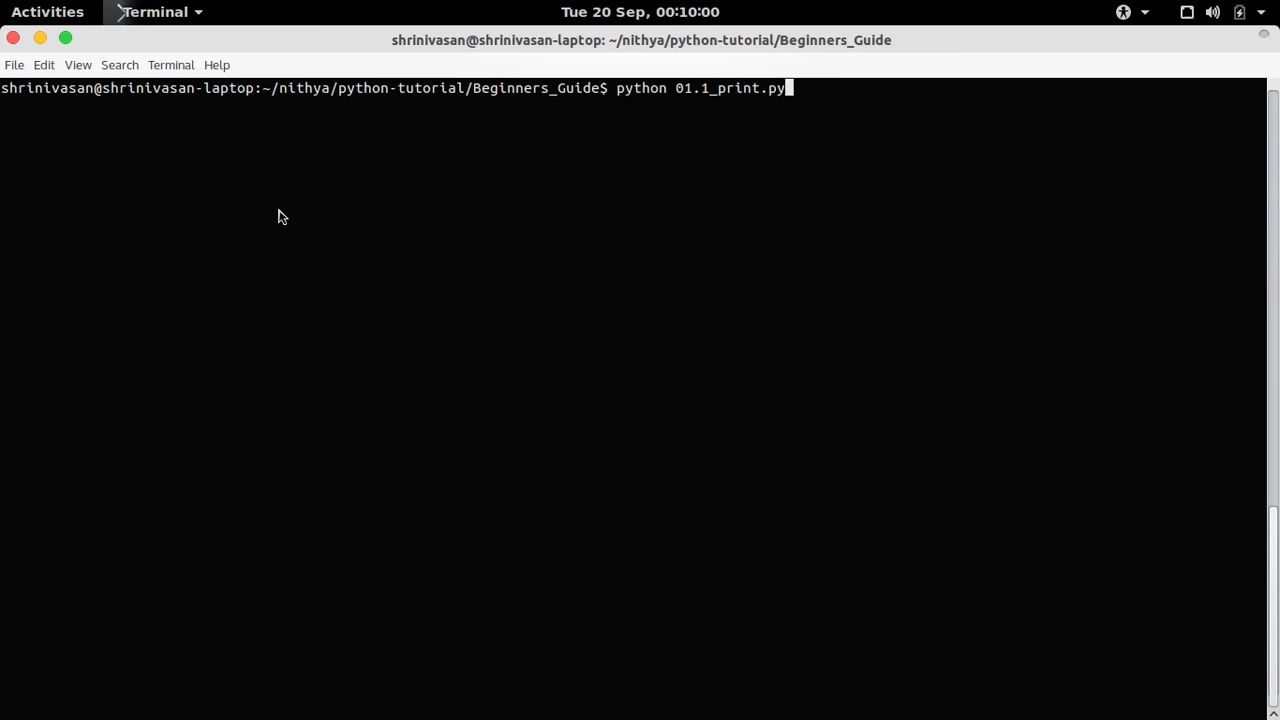 Activities Terminal Tue 20 Sep, 00:10:00
shrinivasan@shrinivasan-laptop: ~/nithya/python-tutorial/Beginners_Guide
File Edit View Search Terminal Help
shrinivasan@shrinivasan-laptop:~/nithya/python-tutorial/Beginners_Guide$ python 01.1_print.py